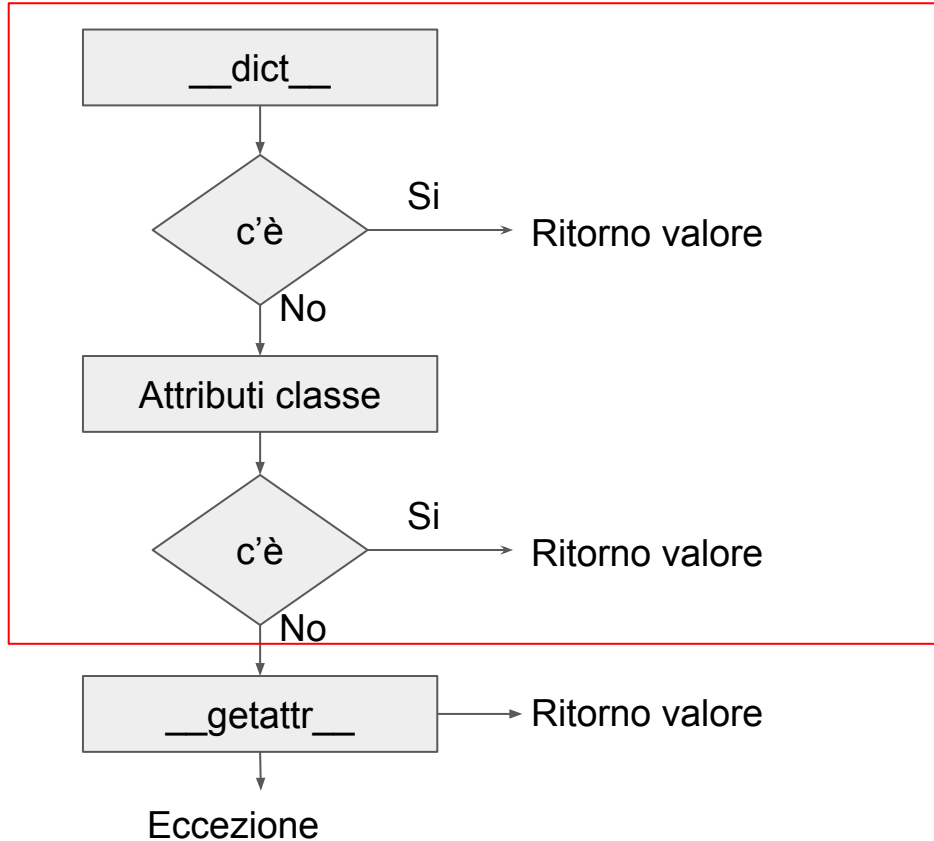 __dict__
c'è
Si
Ritorno valore
No
Attributi classe
c'è
Si
Ritorno valore
No
__getattr__
Ritorno valore
Eccezione